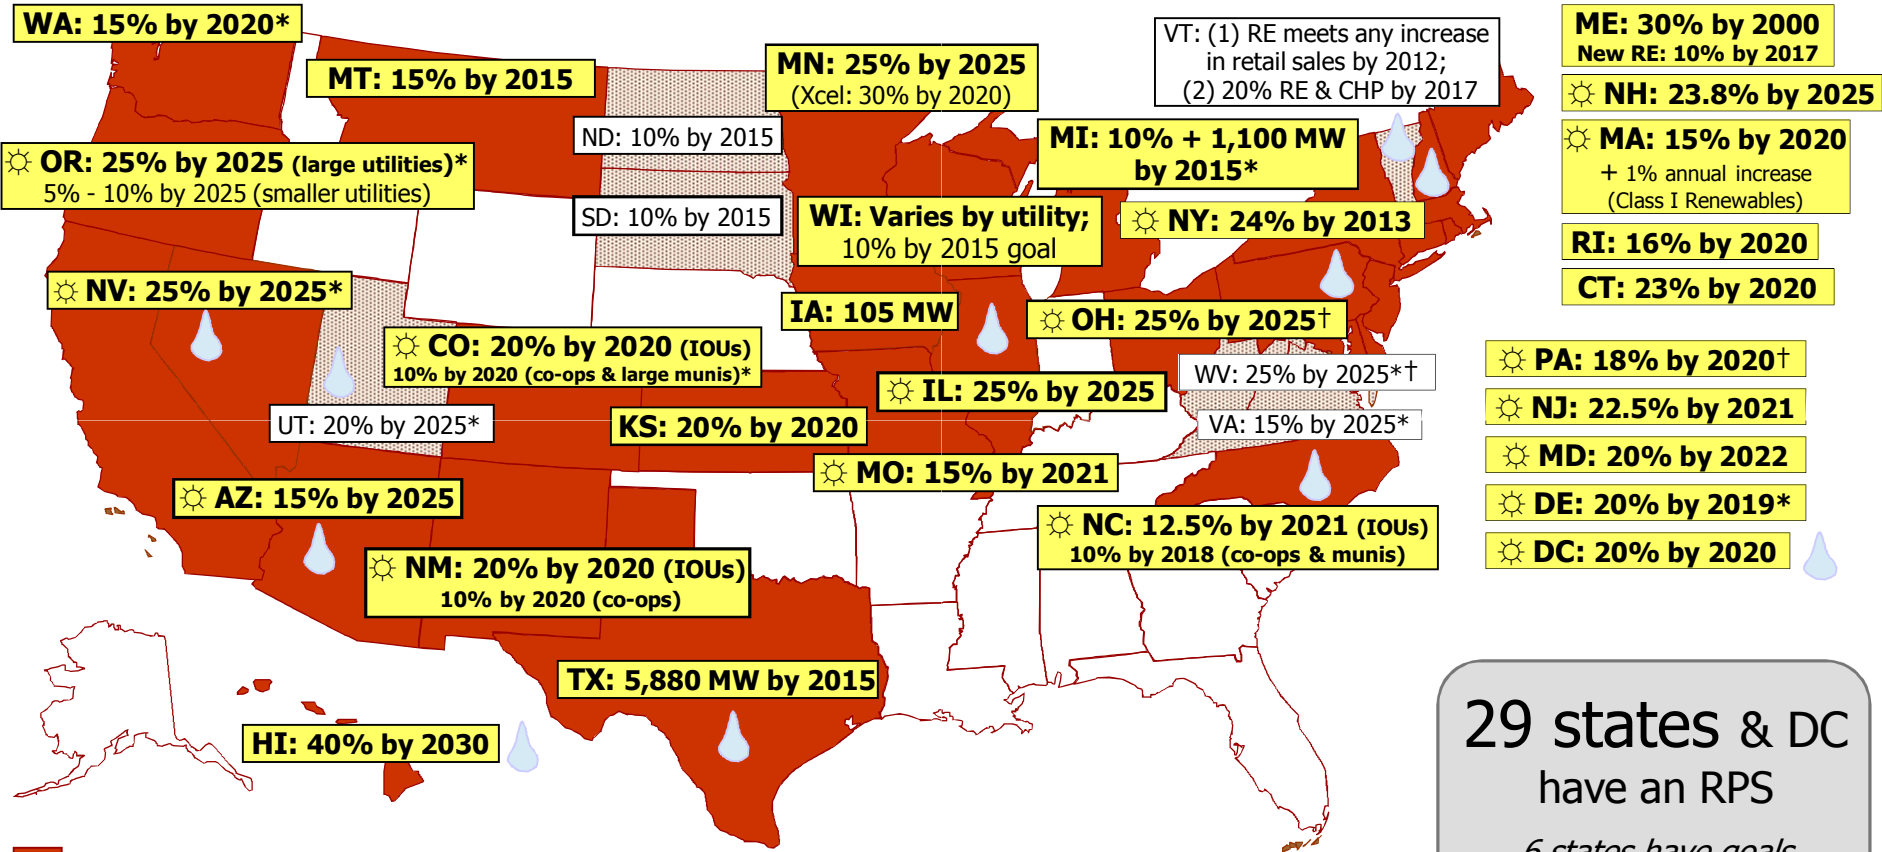 WA: 15% by 2020*
MT: 15% by 2015
MN: 25% by 2025
(Xcel: 30% by 2020)
VT: (1) RE meets any increase
in retail sales by 2012;
(2) 20% RE & CHP by 2017
ME: 30% by 2000
New RE: 10% by 2017
☼ NH: 23.8% by 2025
☼ MA: 15% by 2020
+ 1% annual increase
(Class I Renewables)
RI: 16% by 2020
CT: 23% by 2020
ND: 10% by 2015
MI: 10% + 1,100 MW
by 2015*
☼ OR: 25% by 2025 (large utilities)*
5% - 10% by 2025 (smaller utilities)
SD: 10% by 2015
WI: Varies by utility;
10% by 2015 goal
☼ NY: 24% by 2013
☼ NV: 25% by 2025*
IA: 105 MW
☼ OH: 25% by 2025†
☼ CO: 20% by 2020 (IOUs)
10% by 2020 (co-ops & large munis)*
WV: 25% by 2025*†
☼ PA: 18% by 2020†
☼ IL: 25% by 2025
☼ NJ: 22.5% by 2021
UT: 20% by 2025*
KS: 20% by 2020
VA: 15% by 2025*
☼ MD: 20% by 2022
☼ MO: 15% by 2021
☼ AZ: 15% by 2025
☼ DE: 20% by 2019*
☼ NC: 12.5% by 2021 (IOUs)
10% by 2018 (co-ops & munis)
☼ DC: 20% by 2020
☼ NM: 20% by 2020 (IOUs)
10% by 2020 (co-ops)
TX: 5,880 MW by 2015
HI: 40% by 2030
29 states & DC
have an RPS
6 states have goals